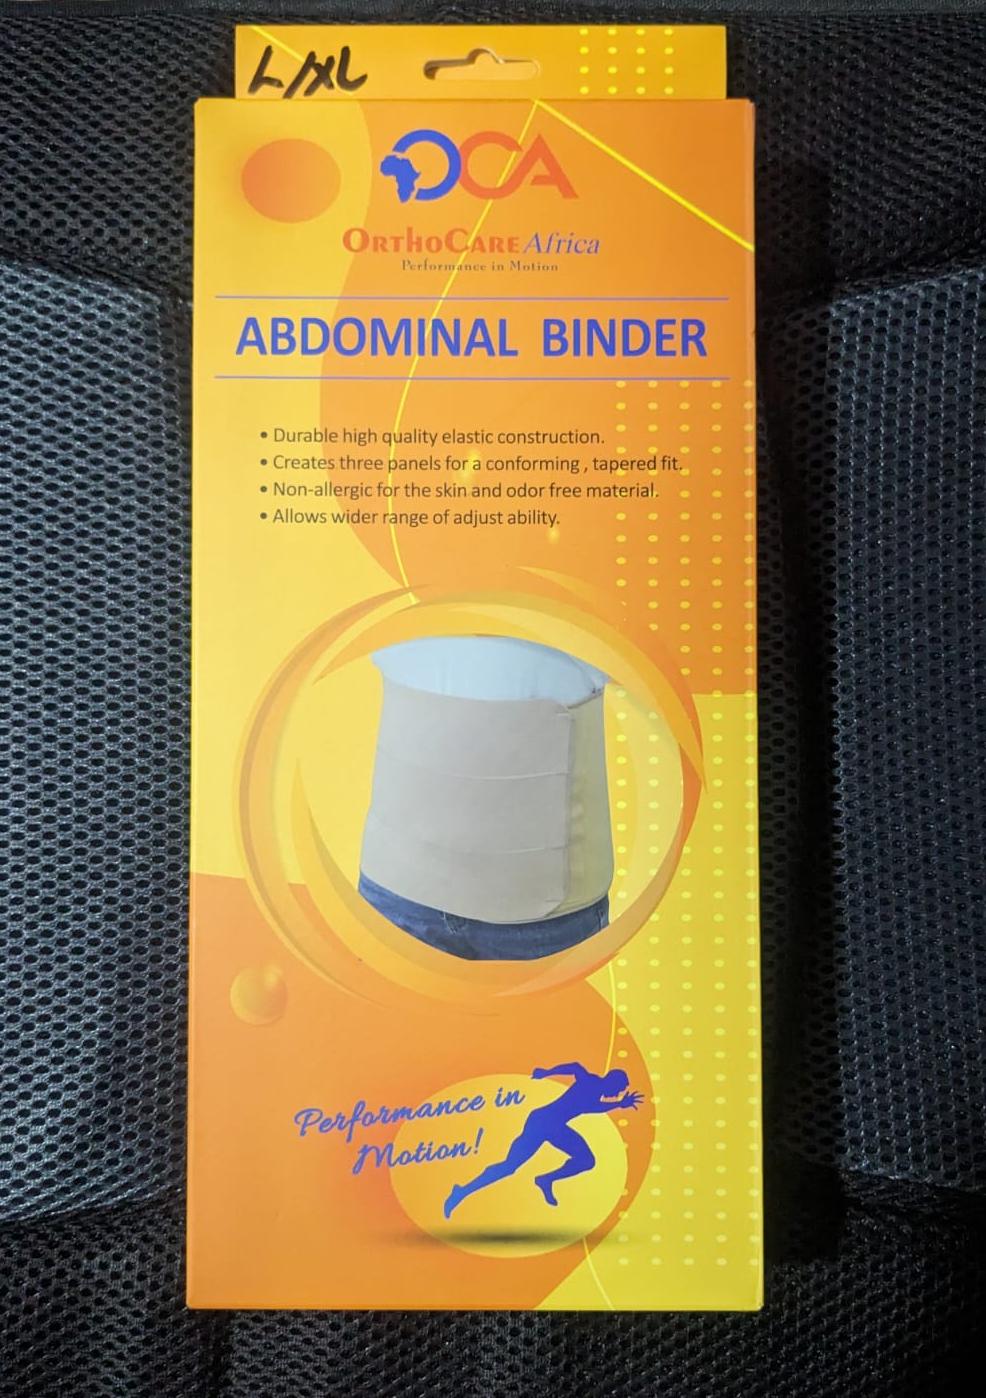 L/XL
OCA
ORTHOCARE Africa
Performance in Motion
ABDOMINAL BINDER
• Durable high quality elastic construction.
• Creates three panels for a conforming , tapered fit.
• Non-allergic for the skin and odor free material.
• Allows wider range of adjust ability.
Performance in
Motion!